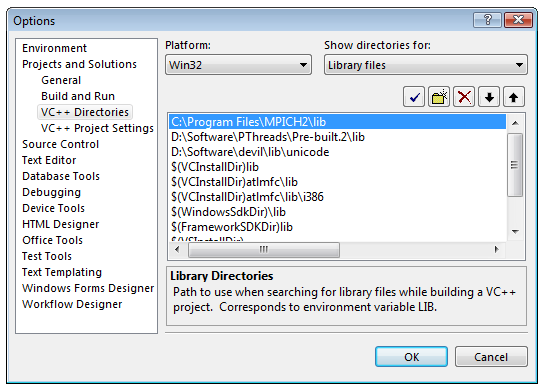 Options
Environment
Projects and Solutions
General
Build and Run
VC++ Directories
VC++ Project Settings
Source Control
Text Editor
Database Tools
Debugging
Device Tools
HTML Designer
Office Tools
Test Tools
Text Templating
Windows Forms Designer
Workflow Designer
Platform:
Win32
Show directories for:
Library files
C:\Program Files\MPICH2\lib
D:\Software\PThreads\Pre-built.2\lib
D:\Software\devil\lib\unicode
$(VCInstallDir)lib
$(VCInstallDir)atlmfc\lib
$(VCInstallDir)atlmfc\lib\i386
$(WindowsSdkDir)\lib
$(FrameworkSDKDir)lib
$(VSInstallDir)
Library Directories
Path to use when searching for library files while building a VC++
project. Corresponds to environment variable LIB.
OK
Cancel